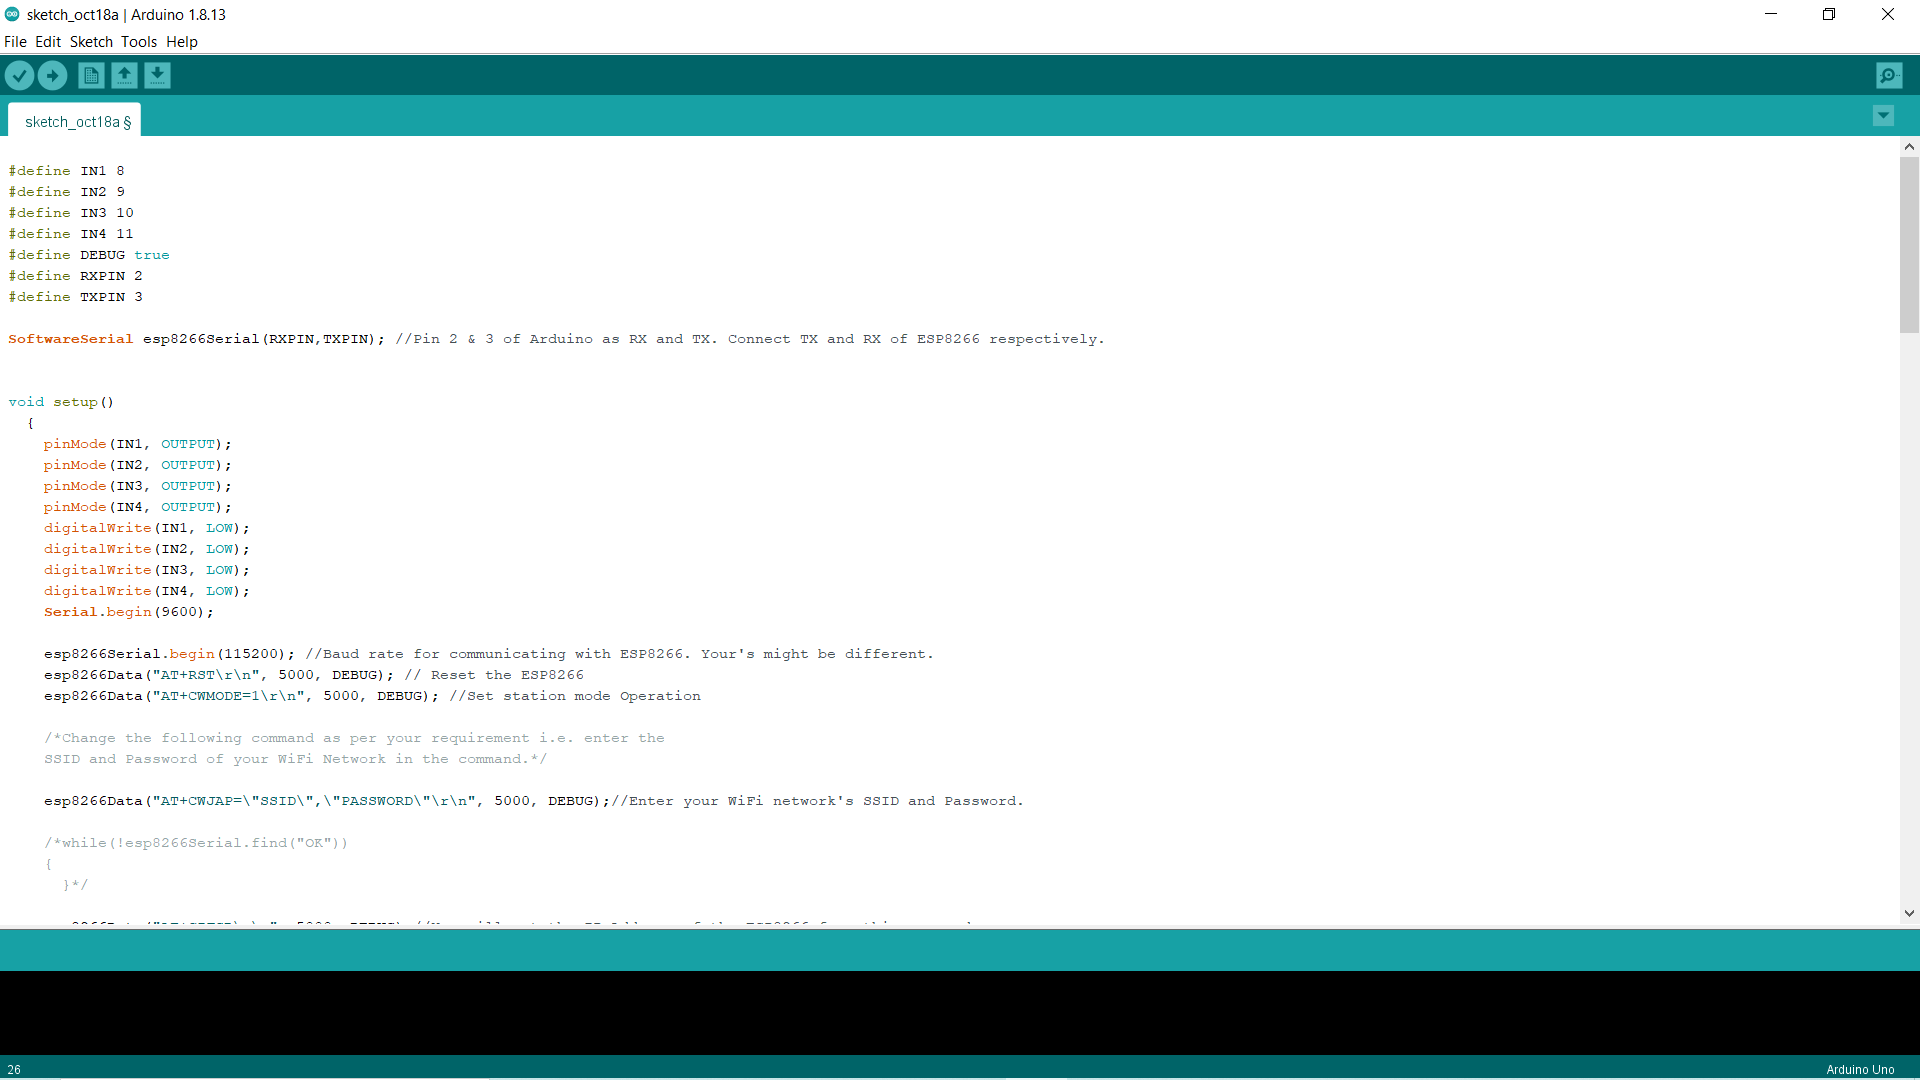 sketch_oct18a | Arduino 1.8.13
File Edit Sketch Tools Help
sketch_oct18a §
#define IN1 8
#define IN2 9
#define IN3 10
#define IN4 11
#define DEBUG true
#define RXPIN 2
#define TXPIN 3
SoftwareSerial esp8266Serial(RXPIN,TXPIN); //Pin 2 & 3 of Arduino as RX and TX. Connect TX and RX of ESP8266 respectively.
void setup()
{
pinMode(IN1, OUTPUT);
pinMode(IN2, OUTPUT);
pinMode(IN3, OUTPUT);
pinMode(IN4, OUTPUT);
digitalWrite(IN1, LOW);
digitalWrite(IN2, LOW);
digitalWrite(IN3, LOW);
digitalWrite(IN4, LOW);
Serial.begin(9600);
esp8266Serial.begin(115200); //Baud rate for communicating with ESP8266. Your's might be different.
esp8266Data("AT+RST\r\n", 5000, DEBUG); // Reset the ESP8266
esp8266Data("AT+CWMODE=1\r\n", 5000, DEBUG); //Set station mode Operation
/*Change the following command as per your requirement i.e. enter the
SSID and Password of your WiFi Network in the command.*/
esp8266Data("AT+CWJAP=\"SSID\",\"PASSWORD\"\r\n", 5000, DEBUG);//Enter your WiFi network's SSID and Password.
/*while(!esp8266Serial.find("OK"))
{
}*/
26
Arduino Uno